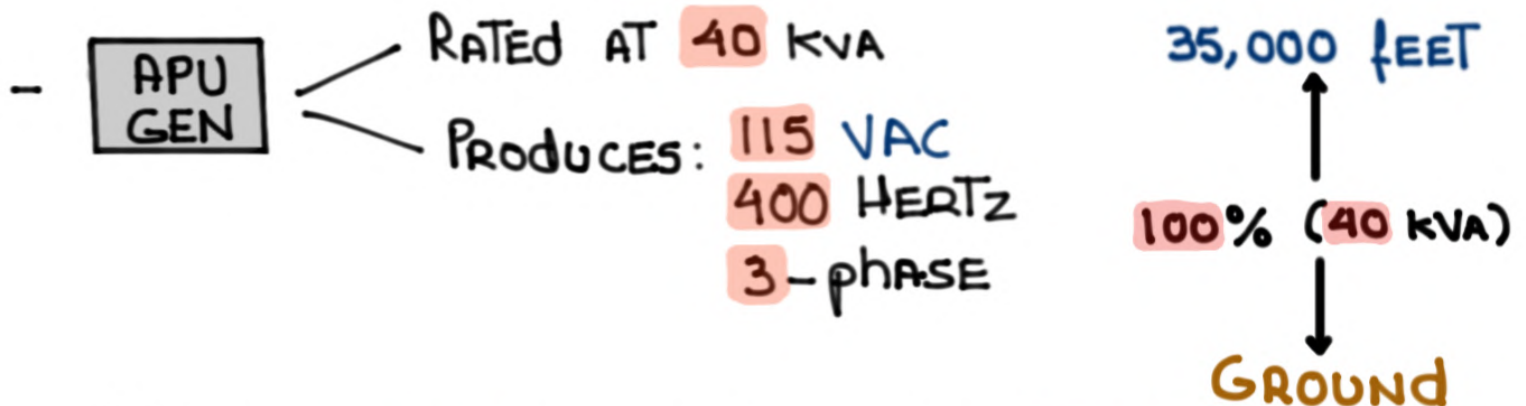 - APU GEN
RATED AT 40 KVA
PRODUCES: 115 VAC
400 HERTZ
3-PHASE
35,000 FEET
100% (40 KVA)
GROUND